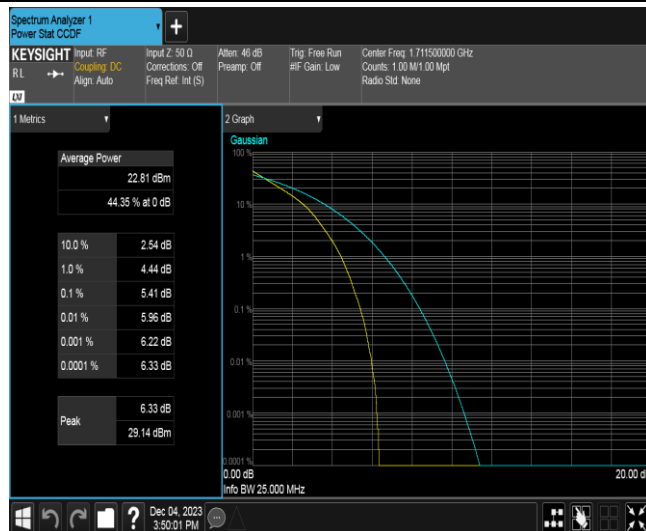 Spectrum Analyzer 1
Power Stat CCDF
+
KEYSIGHT
RL
Input: RF
Coupling: DC
Align: Auto
Input Z: 50 Ω
Corrections: Off
Freq Ref: Int (S)
Atten: 46 dB
Preamp: Off
Trig: Free Run
#IF Gain: Low
Center Freq: 1.711500000 GHz
Counts: 1.00 M/1.00 Mpt
Radio Std: None
1 Metrics
Average Power
22.81 dBm
44.35 % at 0 dB
10.0 % 2.54 dB
1.0 % 4.44 dB
0.1 % 5.41 dB
0.01 % 5.96 dB
0.001 % 6.22 dB
0.0001 % 6.33 dB
Peak
6.33 dB
29.14 dBm
2 Graph
Gaussian
100 %
10 %
1 %
0.1 %
0.01 %
0.001 %
0.0001 %
0.00 dB
20.00 d
Info BW 25.000 MHz
?
Dec 04, 2023
3:50:01 PM